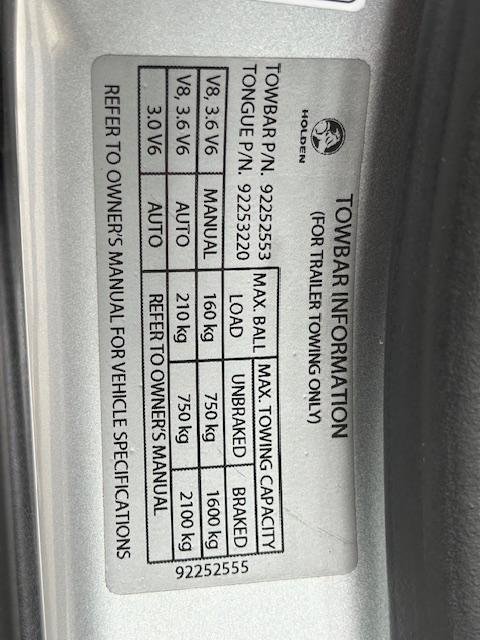 HOLDEN
TOWBAR INFORMATION
(FOR TRAILER TOWING ONLY)
TOWBAR P/N. 92252553
TONGUE P/N. 92253220
MAX. BALL LOAD
MAX. TOWING CAPACITY
UNBRAKED BRAKED
V8, 3.6 V6 MANUAL 160 kg 750 kg 1600 kg
V8, 3.6 V6 AUTO 210 kg 750 kg 2100 kg
3.0 V6 AUTO REFER TO OWNER'S MANUAL
REFER TO OWNER'S MANUAL FOR VEHICLE SPECIFICATIONS
92252555